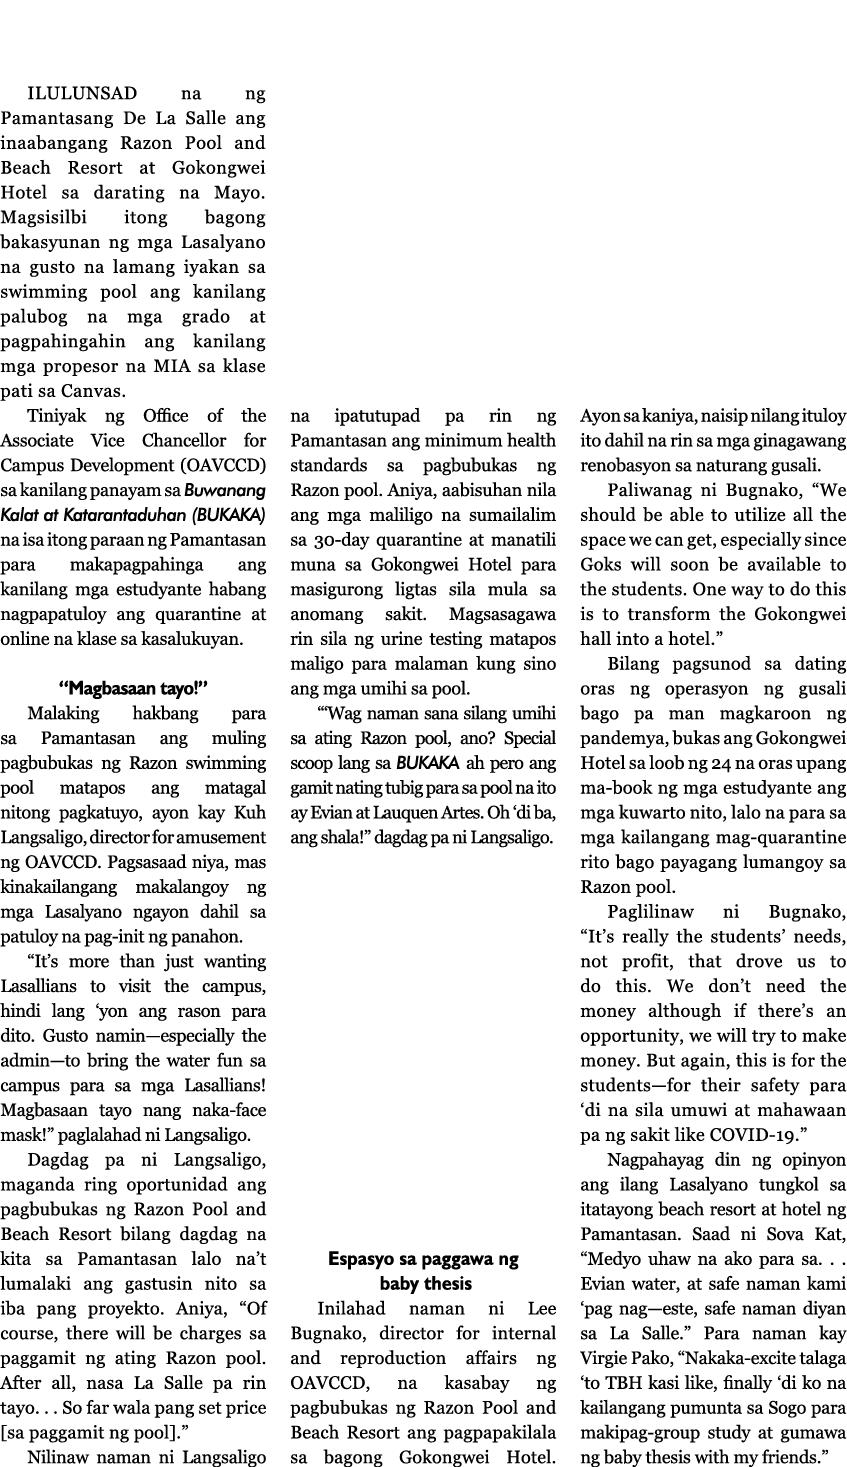 ILULUNSAD na ng
Pamantasang De La Salle ang
inaabangang Razon Pool and
Beach Resort at Gokongwei
Hotel sa darating na Mayo.
Magsisilbi itong bagong
bakasyunan ng mga Lasalyano
na gusto na lamang iyakan sa
swimming pool ang kanilang
palubog na mga grado at
pagpahingahin ang kanilang
mga propesor na MIA sa klase
pati sa Canvas.
Tiniyak ng Office of the
Associate Vice Chancellor for
Campus Development (OAVCCD)
sa kanilang panayam sa Buwanang
Kalat at Katarantaduhan (BUKAKA)
na isa itong paraan ng Pamantasan
para makapagpahinga ang
kanilang mga estudyante habang
nagpapatuloy ang quarantine at
online na klase sa kasalukuyan.
“Magbasaan tayo!”
Malaking hakbang para
sa Pamantasan ang muling
pagbubukas ng Razon swimming
pool matapos ang matagal
nitong pagkatuyo, ayon kay Kuh
Langsaligo, director for amusement
ng OAVCCD. Pagsasaad niya, mas
kinakailangang makalangoy ng
mga Lasalyano ngayon dahil sa
patuloy na pag-init ng panahon.
“It’s more than just wanting
Lasallians to visit the campus,
hindi lang ‘yon ang rason para
dito. Gusto namin—especially the
admin—to bring the water fun sa
campus para sa mga Lasallians!
Magbasaan tayo nang naka-face
mask!” paglalahad ni Langsaligo.
Dagdag pa ni Langsaligo,
maganda ring oportunidad ang
pagbubukas ng Razon Pool and
Beach Resort bilang dagdag na
kita sa Pamantasan lalo na’t
lumalaki ang gastusin nito sa
iba pang proyekto. Aniya, “Of
course, there will be charges sa
paggamit ng ating Razon pool.
After all, nasa La Salle pa rin
tayo. . . So far wala pang set price
[sa paggamit ng pool].”
Nilinaw naman ni Langsaligo
na ipatutupad pa rin ng
Pamantasan ang minimum health
standards sa pagbubukas ng
Razon pool. Aniya, aabisuhan nila
ang mga maliligo na sumailalim
sa 30-day quarantine at manatili
muna sa Gokongwei Hotel para
masigurong ligtas sila mula sa
anomang sakit. Magsasagawa
rin sila ng urine testing matapos
maligo para malaman kung sino
ang mga umihi sa pool.
“‘Wag naman sana silang umihi
sa ating Razon pool, ano? Special
scoop lang sa BUKAKA ah pero ang
gamit nating tubig para sa pool na ito
ay Evian at Lauquen Artes. Oh ‘di ba,
ang shala!” dagdag pa ni Langsaligo.
Espasyo sa paggawa ng
baby thesis
Inilahad naman ni Lee
Bugnako, director for internal
and reproduction affairs ng
OAVCCD, na kasabay ng
pagbubukas ng Razon Pool and
Beach Resort ang pagpapakilala
sa bagong Gokongwei Hotel.
Ayon sa kaniya, naisip nilang ituloy
ito dahil na rin sa mga ginagawang
renobasyon sa naturang gusali.
Paliwanag ni Bugnako, “We
should be able to utilize all the
space we can get, especially since
Goks will soon be available to
the students. One way to do this
is to transform the Gokongwei
hall into a hotel.”
Bilang pagsunod sa dating
oras ng operasyon ng gusali
bago pa man magkaroon ng
pandemya, bukas ang Gokongwei
Hotel sa loob ng 24 na oras upang
ma-book ng mga estudyante ang
mga kuwarto nito, lalo na para sa
mga kailangang mag-quarantine
rito bago payagang lumangoy sa
Razon pool.
Paglilinaw ni Bugnako,
“It’s really the students’ needs,
not profit, that drove us to
do this. We don’t need the
money although if there’s an
opportunity, we will try to make
money. But again, this is for the
students—for their safety para
‘di na sila umuwi at mahawaan
pa ng sakit like COVID-19.”
Nagpahayag din ng opinyon
ang ilang Lasalyano tungkol sa
itatayong beach resort at hotel ng
Pamantasan. Saad ni Sova Kat,
“Medyo uhaw na ako para sa. . .
Evian water, at safe naman kami
‘pag nag—este, safe naman diyan
sa La Salle.” Para naman kay
Virgie Pako, “Nakaka-excite talaga
‘to TBH kasi like, finally ‘di ko na
kailangang pumunta sa Sogo para
makipag-group study at gumawa
ng baby thesis with my friends.”